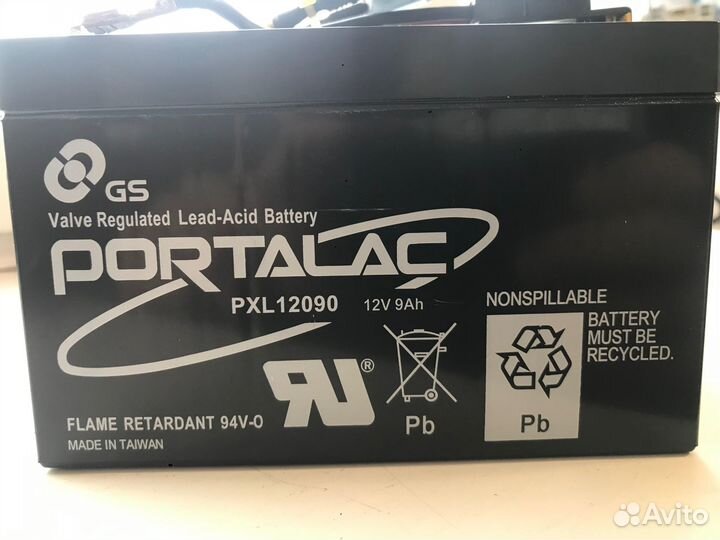 GS
Valve Regulated Lead-Acid Battery
PORTALAC
PXL12090 12V 9Ah
NONSPILLABLE
BATTERY
MUST BE
RECYCLED.
Pb
Pb
FLAME RETARDANT 94V-0
MADE IN TAIWAN
®
Avito